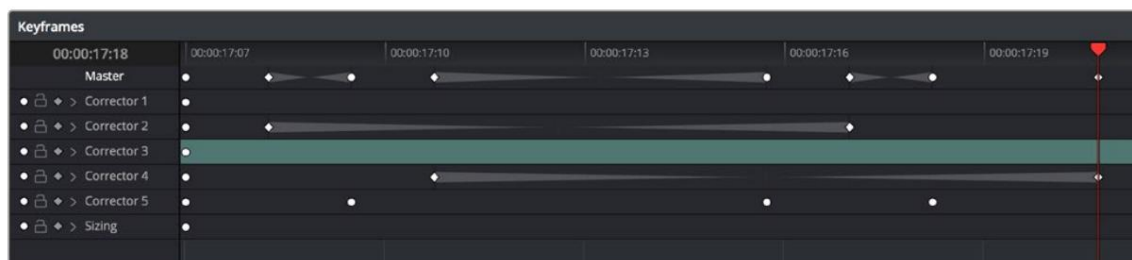 Keyframes
00:00:17:18 00:00:17:07 00:00:17:10 00:00:17:13 00:00:17:16 00:00:17:19
Master
Corrector 1
Corrector 2
Corrector 3
Corrector 4
Corrector 5
Sizing